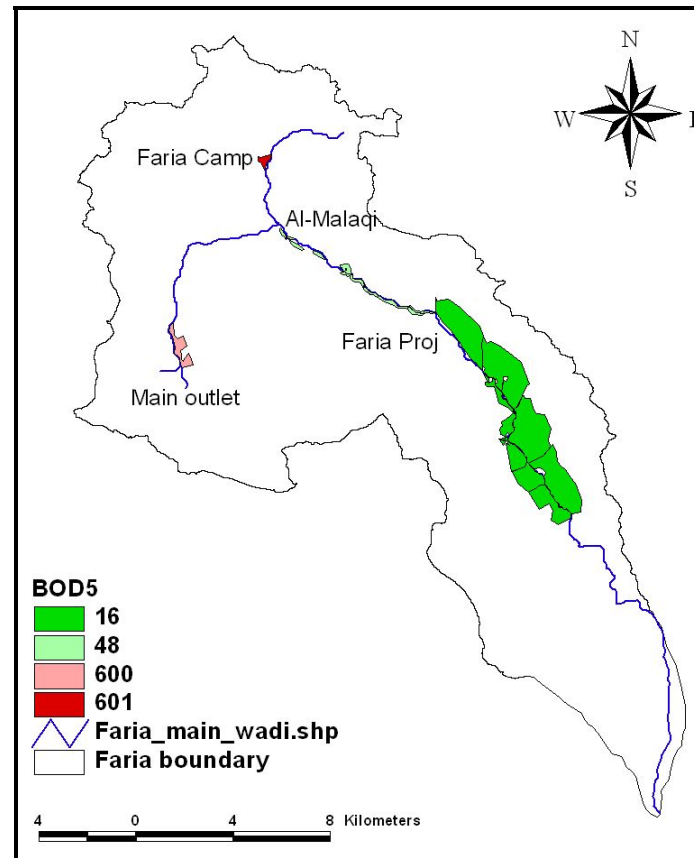 N
W
E
S
Faria Camp
Al-Malaqi
Faria Proj
Main outlet
BOD5
16
48
600
601
Faria_main_wadi.shp
Faria boundary
4 0 4 8 Kilometers